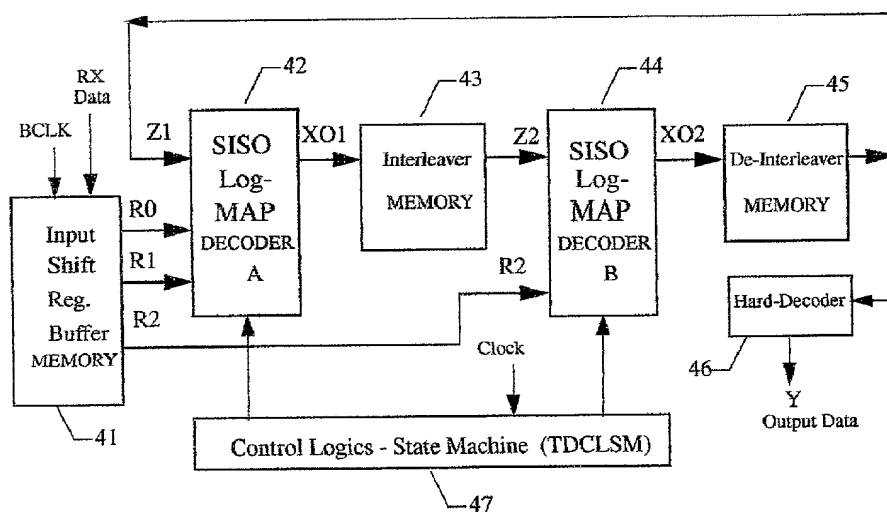 42
43
44
45
RX
Data
BCLK
Z1
SISO
Log-
MAP
DECODER
A
XO1
Interleaver
MEMORY
Z2
SISO
Log-
MAP
DECODER
B
XO2
De-Interleaver
MEMORY
Input
Shift
Reg.
Buffer
MEMORY
R0
R1
R2
R2
Hard-Decoder
46
Y
Output Data
Clock
41
Control Logics - State Machine (TDCLSM)
47